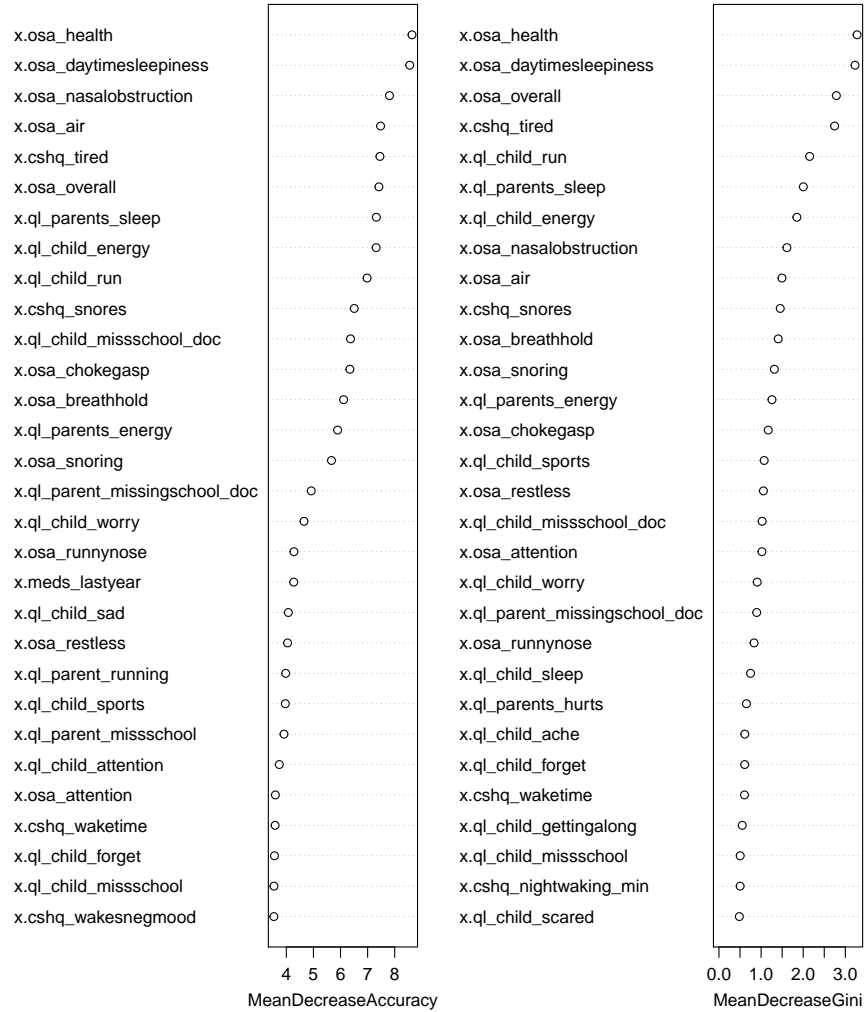 x.osa_health
x.osa_daytimesleepiness
x.osa_nasalobstruction
x.osa_air
x.cshq_tired
x.osa_overall
x.ql_parents_sleep
x.ql_child_energy
x.ql_child_run
x.cshq_snores
x.ql_child_missschool_doc
x.osa_chokegasp
x.osa_breathhold
x.ql_parents_energy
x.osa_snoring
x.ql_parent_missingschool_doc
x.ql_child_worry
x.osa_runnynose
x.meds_lastyear
x.ql_child_sad
x.osa_restless
x.ql_parent_running
x.ql_child_sports
x.ql_parent_missschool
x.ql_child_attention
x.osa_attention
x.cshq_waketime
x.ql_child_forget
x.ql_child_missschool
x.cshq_wakesnegmood
4 5 6 7 8
MeanDecreaseAccuracy
x.osa_health
x.osa_daytimesleepiness
x.osa_overall
x.cshq_tired
x.ql_child_run
x.ql_parents_sleep
x.ql_child_energy
x.osa_nasalobstruction
x.osa_air
x.cshq_snores
x.osa_breathhold
x.osa_snoring
x.ql_parents_energy
x.osa_chokegasp
x.ql_child_sports
x.osa_restless
x.ql_child_missschool_doc
x.osa_attention
x.ql_child_worry
x.ql_parent_missingschool_doc
x.osa_runnynose
x.ql_child_sleep
x.ql_parents_hurts
x.ql_child_ache
x.ql_child_forget
x.cshq_waketime
x.ql_child_gettingalong
x.ql_child_missschool
x.cshq_nightwaking_min
x.ql_child_scared
0.0 1.0 2.0 3.0
MeanDecreaseGini